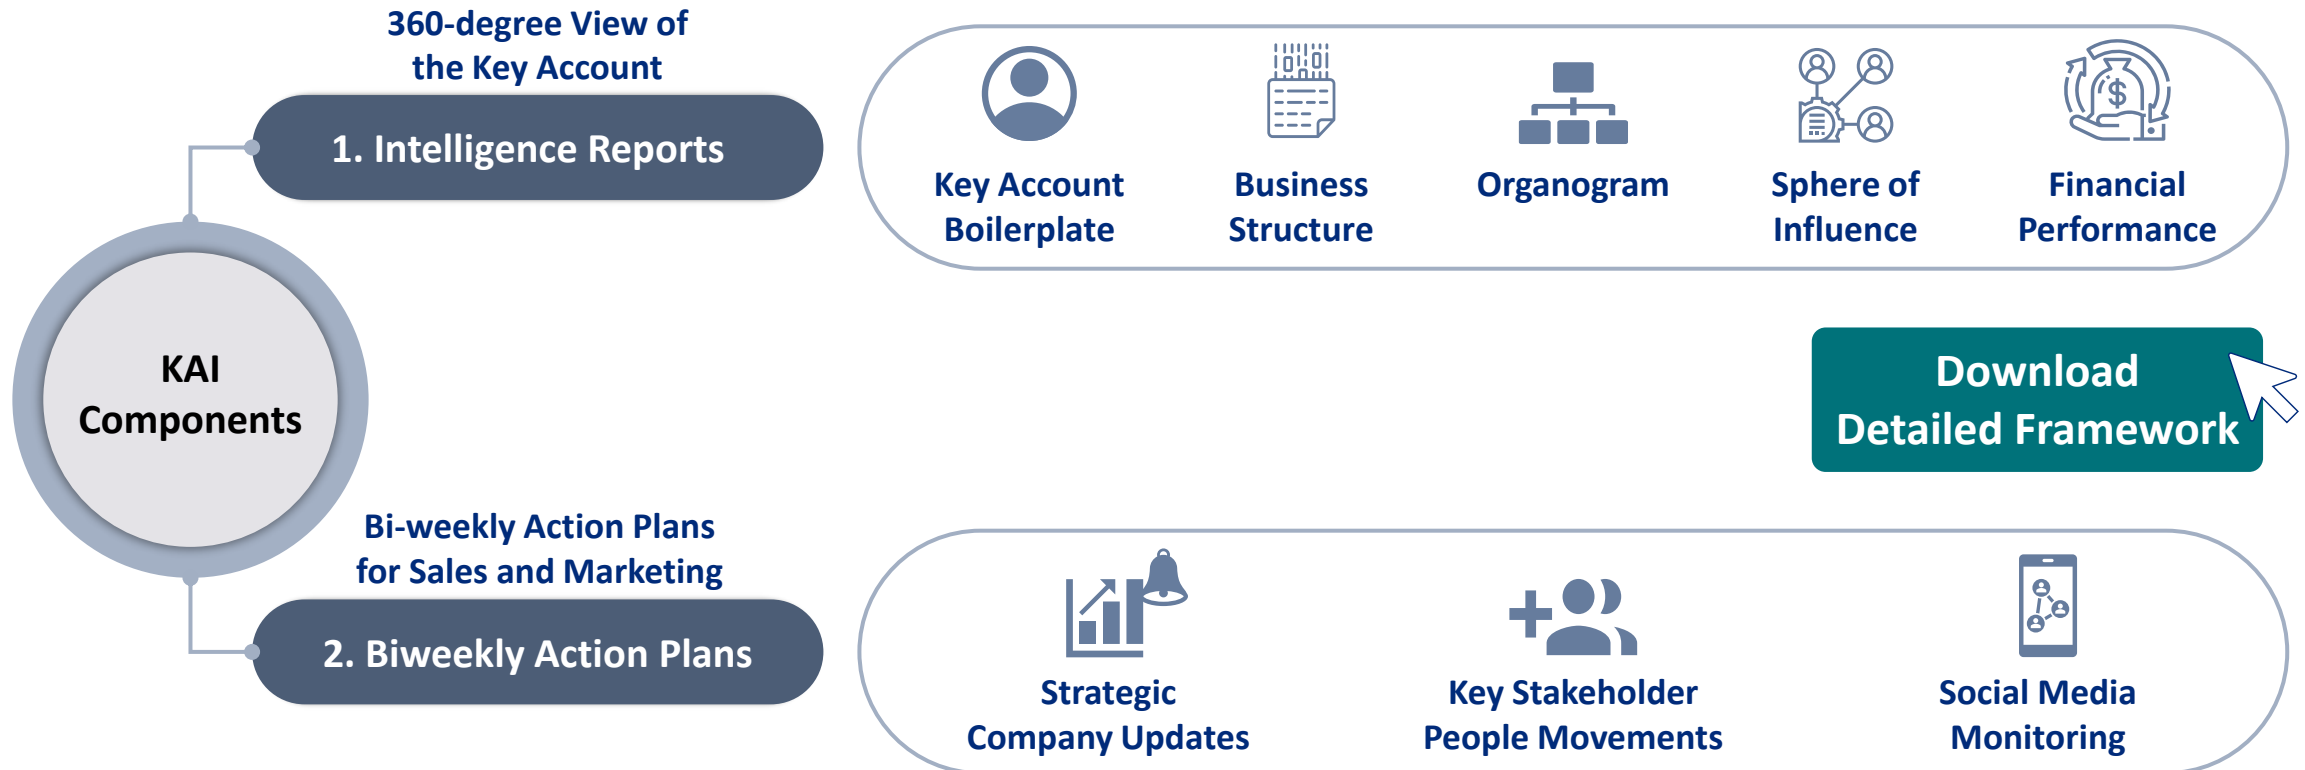 360-degree View of
the Key Account
1. Intelligence Reports
Key Account
Boilerplate
Business
Structure
Organogram
Sphere of
Influence
$
Financial
Performance
KAI
Components
Download
Detailed Framework
Bi-weekly Action Plans
for Sales and Marketing
2. Biweekly Action Plans
Strategic
Company Updates
Key Stakeholder
People Movements
Social Media
Monitoring